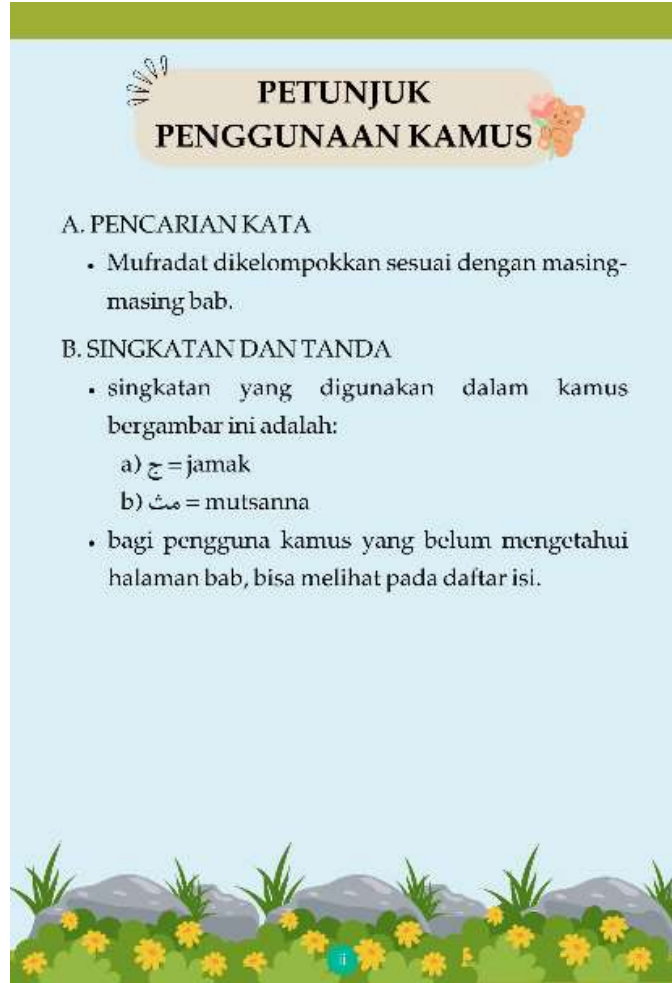 PETUNJUK
PENGGUNAAN KAMUS
A. PENCARIAN KATA
• Mufradat dikelompokkan sesuai dengan masing-
masing bab.
B. SINGKATAN DAN TANDA
• singkatan yang digunakan dalam kamus
bergambar ini adalah:
a) ج = jamak
b) مث = mutsanna
• bagi pengguna kamus yang belum mengetahui
halaman bab, bisa melihat pada daftar isi.
ii